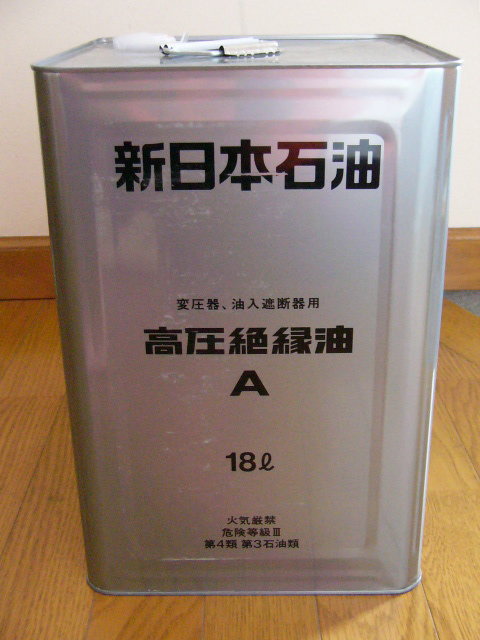 新日本石油
変圧器、油入遮断器用
高圧絶縁油
A
18ℓ
火気厳禁
危険等級Ⅲ
第4類 第3石油類